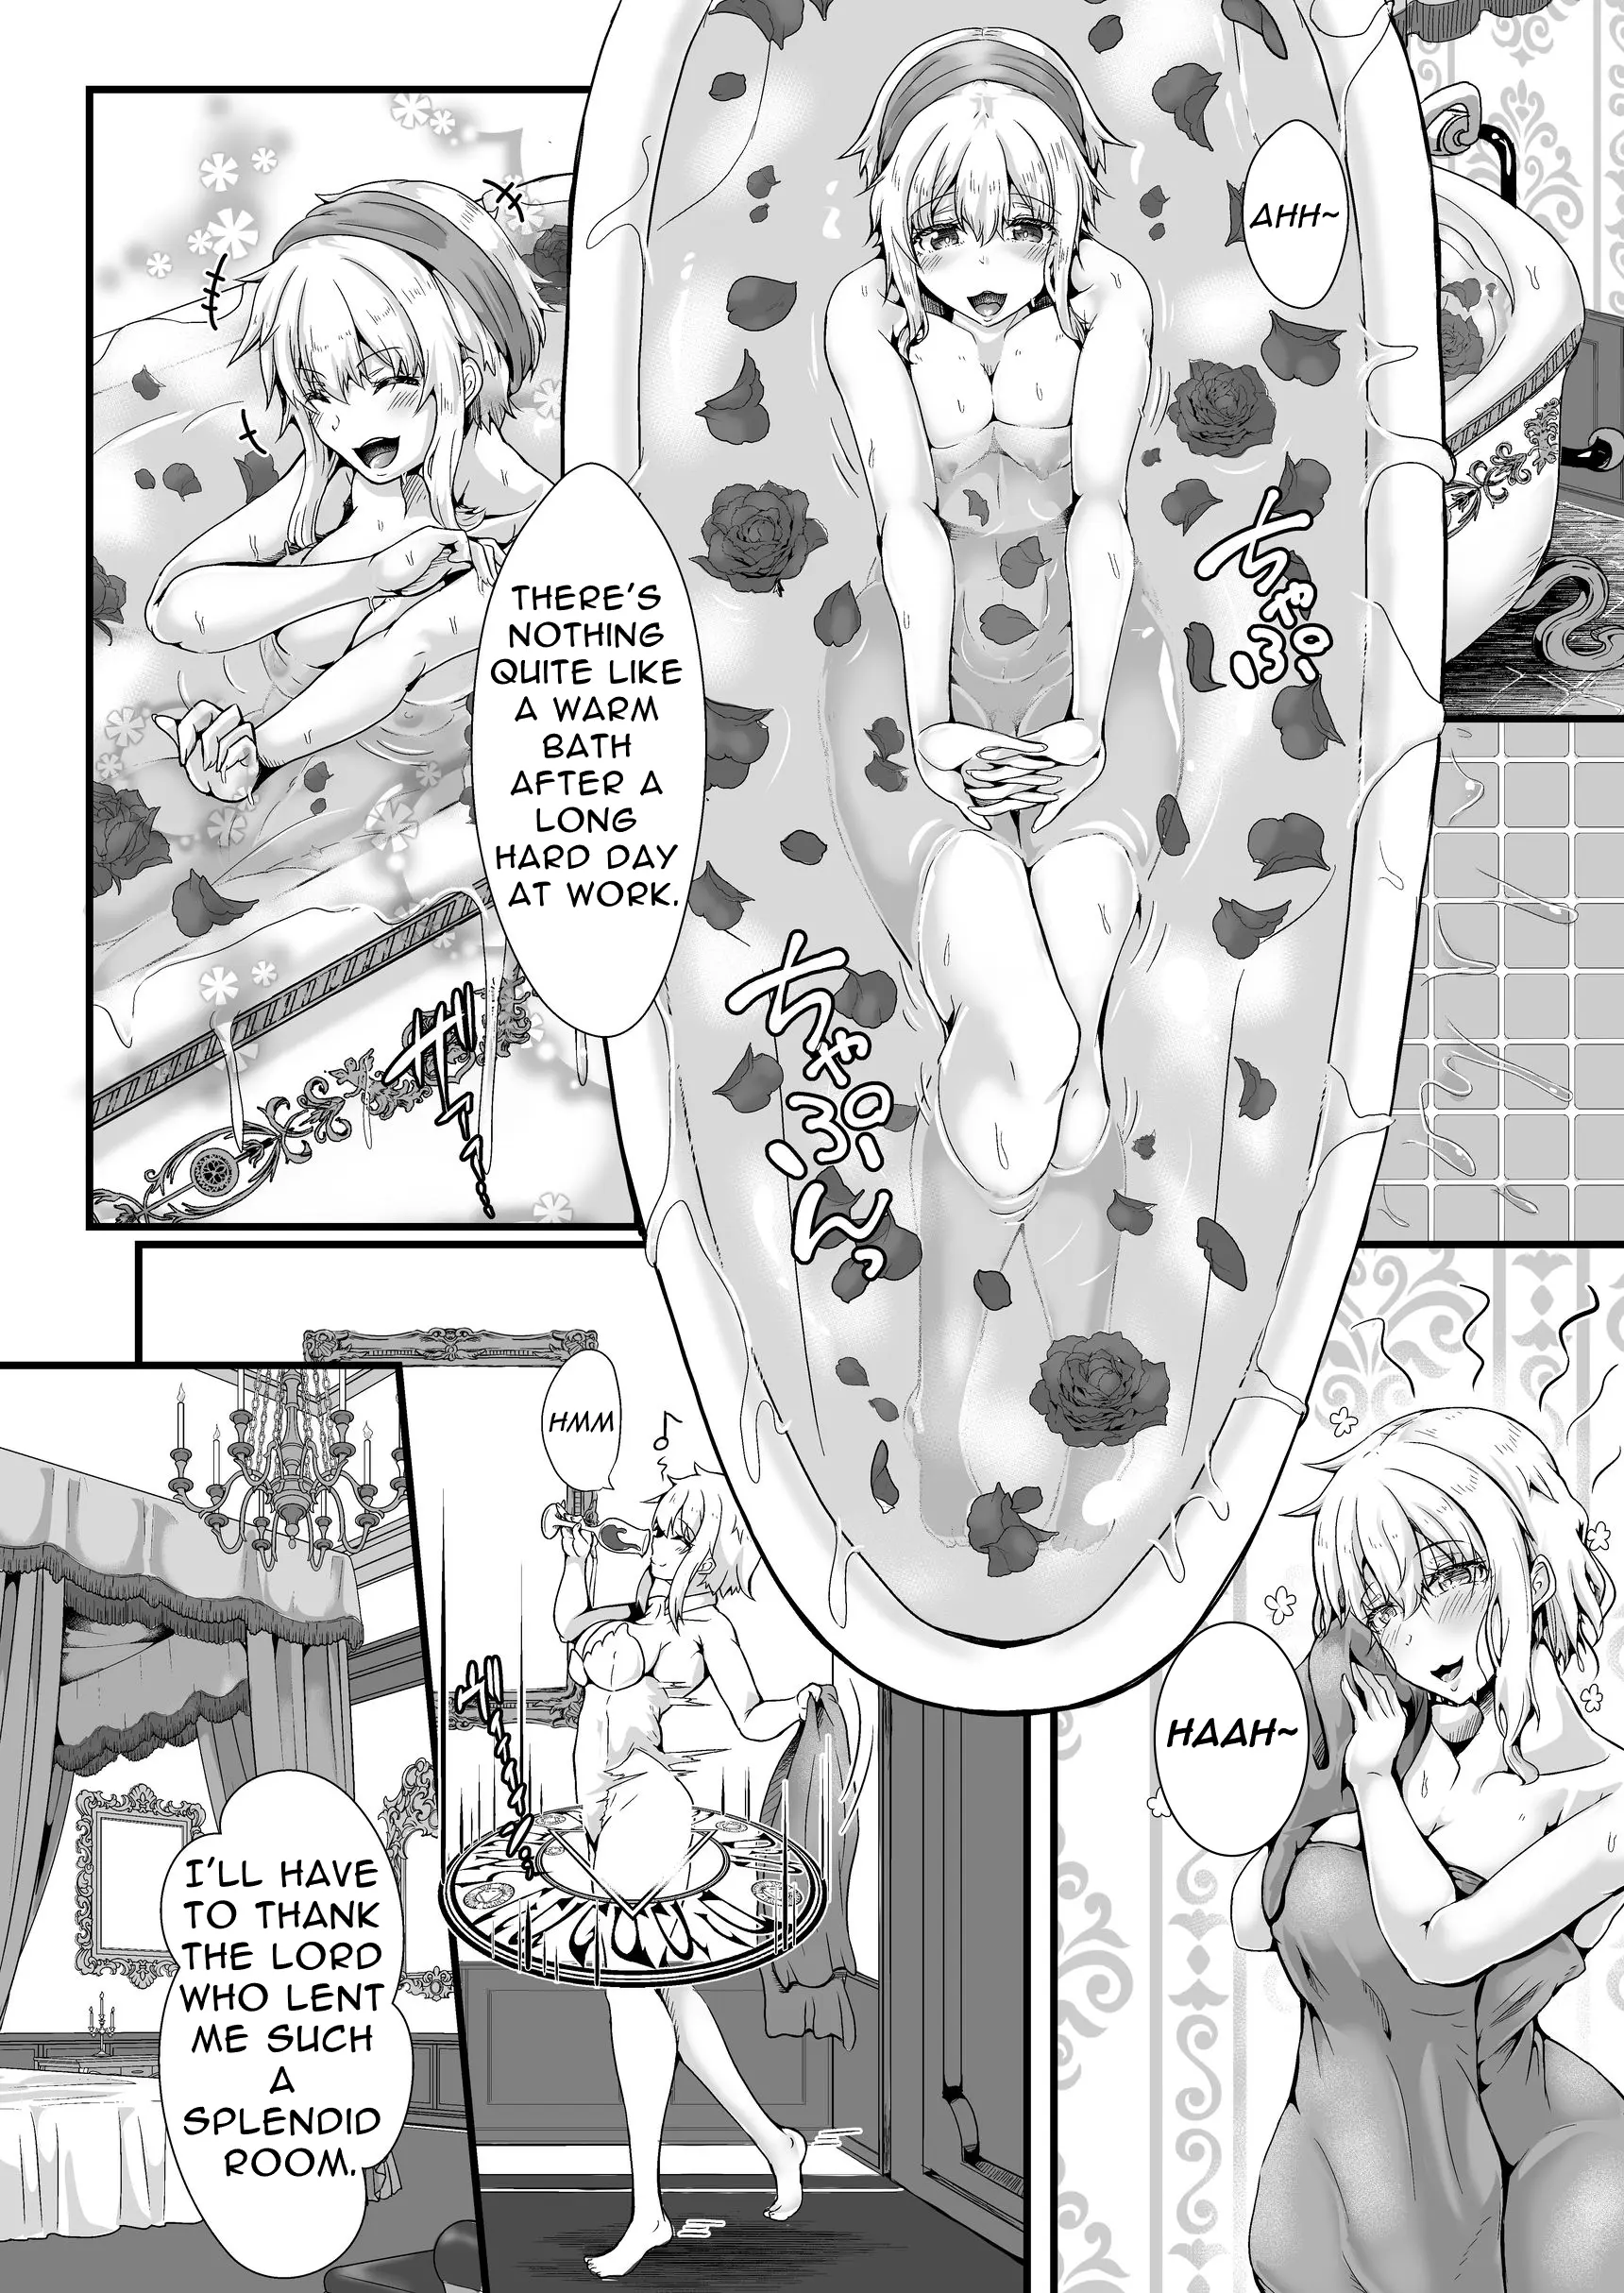 AHH~
ちゃぷ
THERE'S
NOTHING
QUITE LIKE
A WARM
BATH
AFTER A
LONG
HARD DAY
AT WORK.
ちゃぷんっ
HAAH~
HMM
I'LL HAVE
TO THANK
THE LORD
WHO LENT
ME SUCH
A
SPLENDID
ROOM.